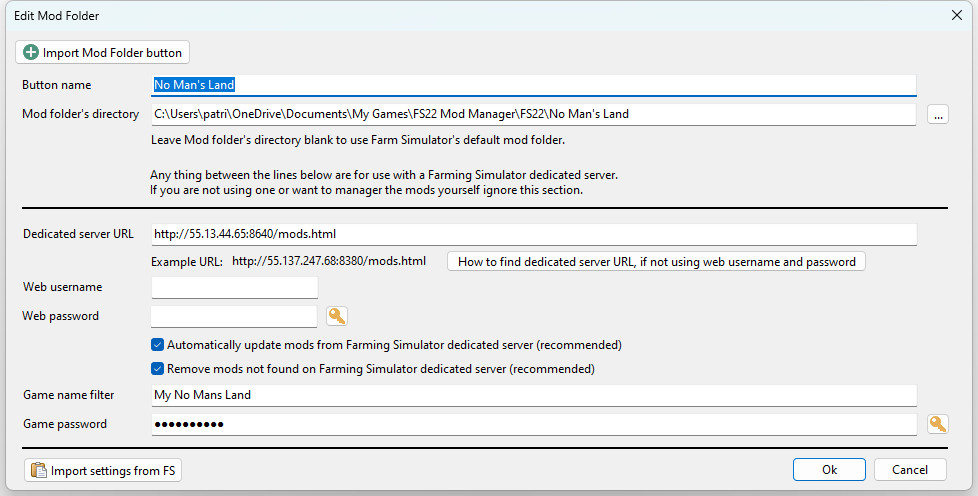 Edit Mod Folder
Import Mod Folder button
Button name No Man's Land
Mod folder's directory C:\Users\patri\OneDrive\Documents\My Games\FS22 Mod Manager\FS22\No Man's Land ...
Leave Mod folder's directory blank to use Farm Simulator's default mod folder.
Any thing between the lines below are for use with a Farming Simulator dedicated server.
If you are not using one or want to manager the mods yourself ignore this section.
Dedicated server URL http://55.13.44.65:8640/mods.html
Example URL: http://55.137.247.68:8380/mods.html How to find dedicated server URL, if not using web username and password
Web username
Web password
Automatically update mods from Farming Simulator dedicated server (recommended)
Remove mods not found on Farming Simulator dedicated server (recommended)
Game name filter My No Mans Land
Game password ●●●●●●●●●●
Import settings from FS Ok Cancel